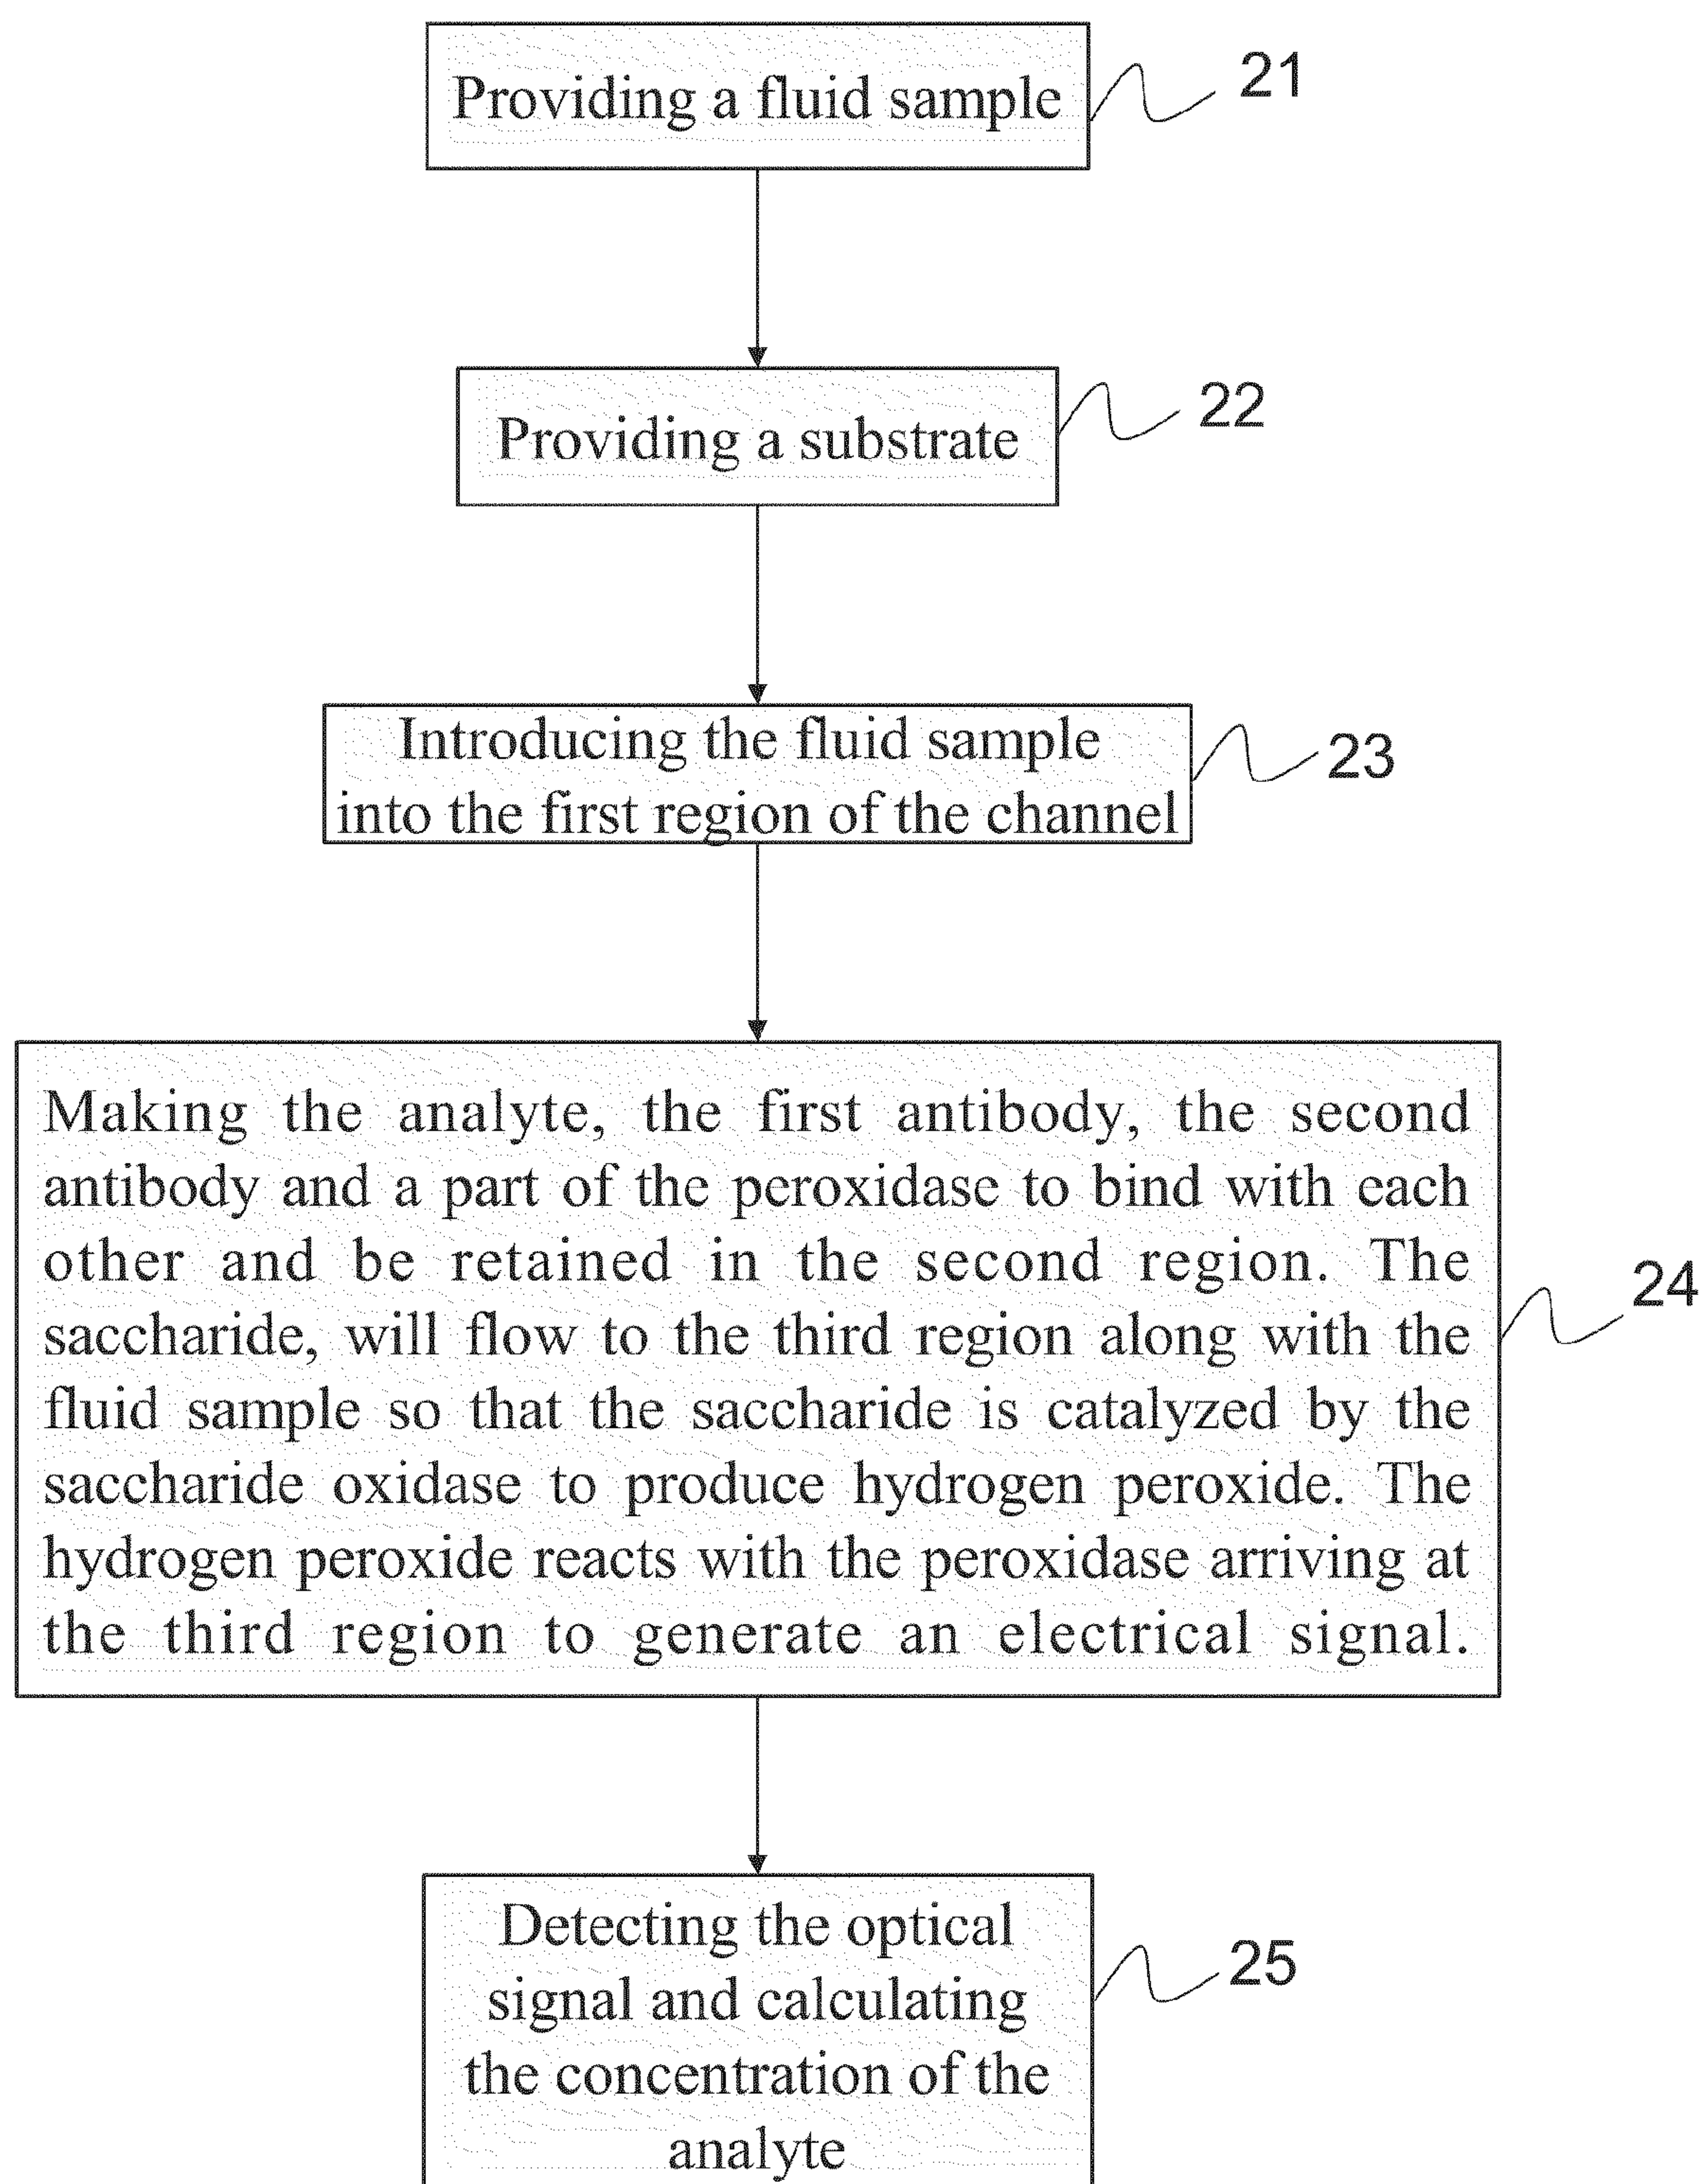 Providing a fluid sample
21
Providing a substrate
22
Introducing the fluid sample
into the first region of the channel
23
Making the analyte, the first antibody, the second
antibody and a part of the peroxidase to bind with each
other and be retained in the second region. The
saccharide, will flow to the third region along with the
fluid sample so that the saccharide is catalyzed by the
saccharide oxidase to produce hydrogen peroxide. The
hydrogen peroxide reacts with the peroxidase arriving at
the third region to generate an electrical signal.
24
Detecting the optical
signal and calculating
the concentration of the
analyte
25